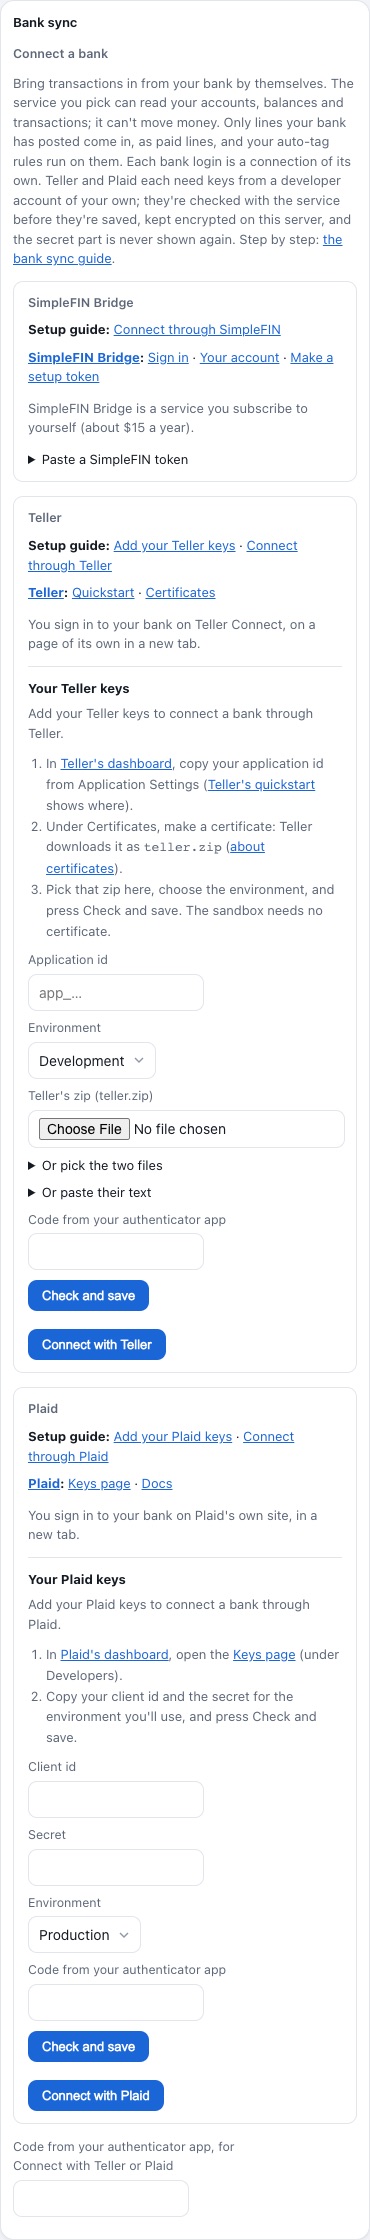 Bank sync
Connect a bank
Bring transactions in from your bank by themselves. The
service you pick can read your accounts, balances and
transactions; it can't move money. Only lines your bank
has posted come in, as paid lines, and your auto-tag
rules run on them. Each bank login is a connection of its
own. Teller and Plaid each need keys from a developer
account of your own; they're checked with the service
before they're saved, kept encrypted on this server, and
the secret part is never shown again. Step by step: the
bank sync guide.
SimpleFIN Bridge
Setup guide: Connect through SimpleFIN
SimpleFIN Bridge: Sign in · Your account · Make a
setup token
SimpleFIN Bridge is a service you subscribe to
yourself (about $15 a year).
Paste a SimpleFIN token
Teller
Setup guide: Add your Teller keys · Connect
through Teller
Teller: Quickstart · Certificates
You sign in to your bank on Teller Connect, on a
page of its own in a new tab.
Your Teller keys
Add your Teller keys to connect a bank through
Teller.
1. In Teller's dashboard, copy your application id
from Application Settings (Teller's quickstart
shows where).
2. Under Certificates, make a certificate: Teller
downloads it as teller.zip (about
certificates).
3. Pick that zip here, choose the environment, and
press Check and save. The sandbox needs no
certificate.
Application id
app_...
Environment
Development
Teller's zip (teller.zip)
Choose File No file chosen
Or pick the two files
Or paste their text
Code from your authenticator app
Check and save
Connect with Teller
Plaid
Setup guide: Add your Plaid keys · Connect
through Plaid
Plaid: Keys page · Docs
You sign in to your bank on Plaid's own site, in a
new tab.
Your Plaid keys
Add your Plaid keys to connect a bank through
Plaid.
1. In Plaid's dashboard, open the Keys page (under
Developers).
2. Copy your client id and the secret for the
environment you'll use, and press Check and
save.
Client id
Secret
Environment
Production
Code from your authenticator app
Check and save
Connect with Plaid
Code from your authenticator app, for
Connect with Teller or Plaid